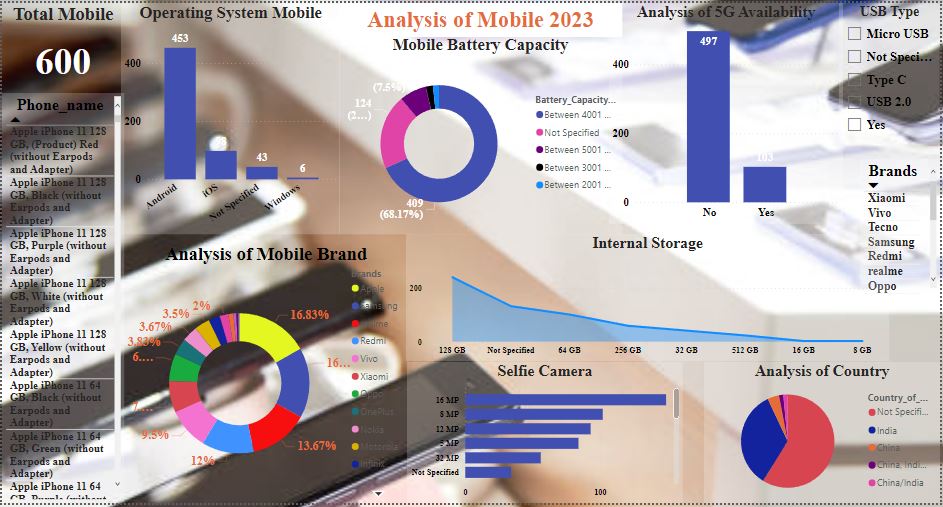 Total Mobile
600
Phone_name
Apple iPhone 11 128
GB, (Product) Red
(without Earpods
and Adapter)
Apple iPhone 11 128
GB, Black (without
Earpods and
Adapter)
Apple iPhone 11 128
GB, Purple (without
Earpods and
Adapter)
Apple iPhone 11 128
GB, White (without
Earpods and
Adapter)
Apple iPhone 11 128
GB, Yellow (without
Earpods and
Adapter)
Apple iPhone 11 64
GB, Black (without
Earpods and
Adapter)
Apple iPhone 11 64
GB, Green (without
Earpods and
Adapter)
Apple iPhone 11 64
GB, Purple (without
Operating System Mobile
453
400
200
0
43
6
Android
iOS
Not Specified
Windows
Analysis of Mobile 2023
Mobile Battery Capacity
(7.5%)
124
(2...)
409
(68.17%)
Battery_Capacity...
Between 4001 ...
Not Specified
Between 5001 ...
Between 3001 ...
Between 2001 ...
Analysis of 5G Availability
497
400
200
0
103
No
Yes
USB Type
Micro USB
Not Speci...
Type C
USB 2.0
Yes
Brands
Xiaomi
Vivo
Tecno
Samsung
Redmi
realme
Oppo
Analysis of Mobile Brand
16.83%
16...
13.67%
12%
9.5%
7...
6....
3.83%
3.67%
3.5%
2%
Brands
Apple
Samsung
realme
Redmi
Vivo
Xiaomi
Oppo
OnePlus
Nokia
Motorola
Infinix
Internal Storage
200
0
128 GB
Not Specified
64 GB
256 GB
32 GB
512 GB
16 GB
8 GB
Selfie Camera
16 MP
8 MP
12 MP
5 MP
32 MP
Not Specified
0
100
Analysis of Country
Country_of_...
Not Specifi...
India
China
China, Indi...
China/India